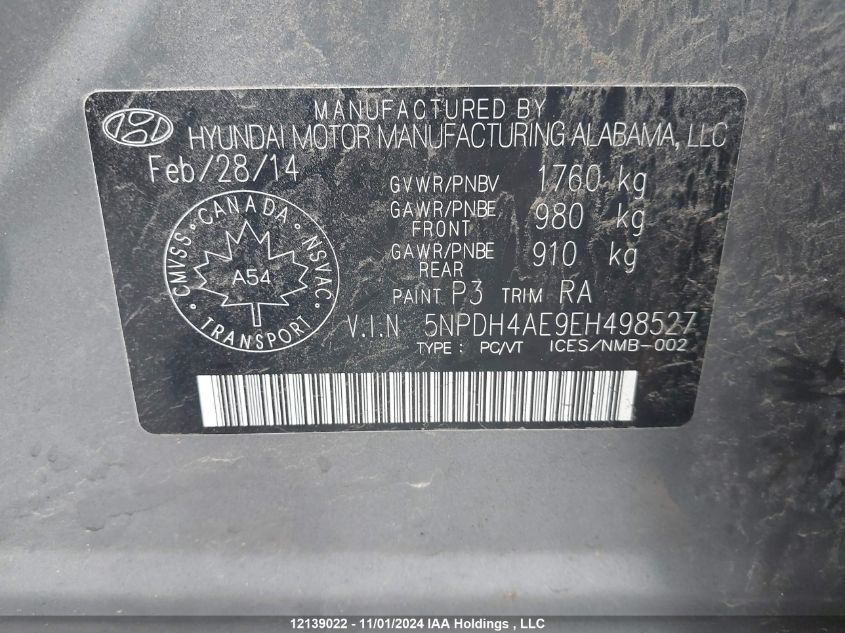 MANUFACTURED BY
HYUNDAI MOTOR MANUFACTURING ALABAMA, LLC
Feb/28/14
GVWR/PNBV 1760 kg
GAWR/PNBE FRONT 980 kg
GAWR/PNBE REAR 910 kg
PAINT P3 TRIM RA
V.I.N 5NPDH4AE9EH498527
TYPE : PC/VT ICES/NMB-002
CMVSS • CANADA • NSVAC
A54
TRANSPORT
12139022 - 11/01/2024 IAA Holdings , LLC